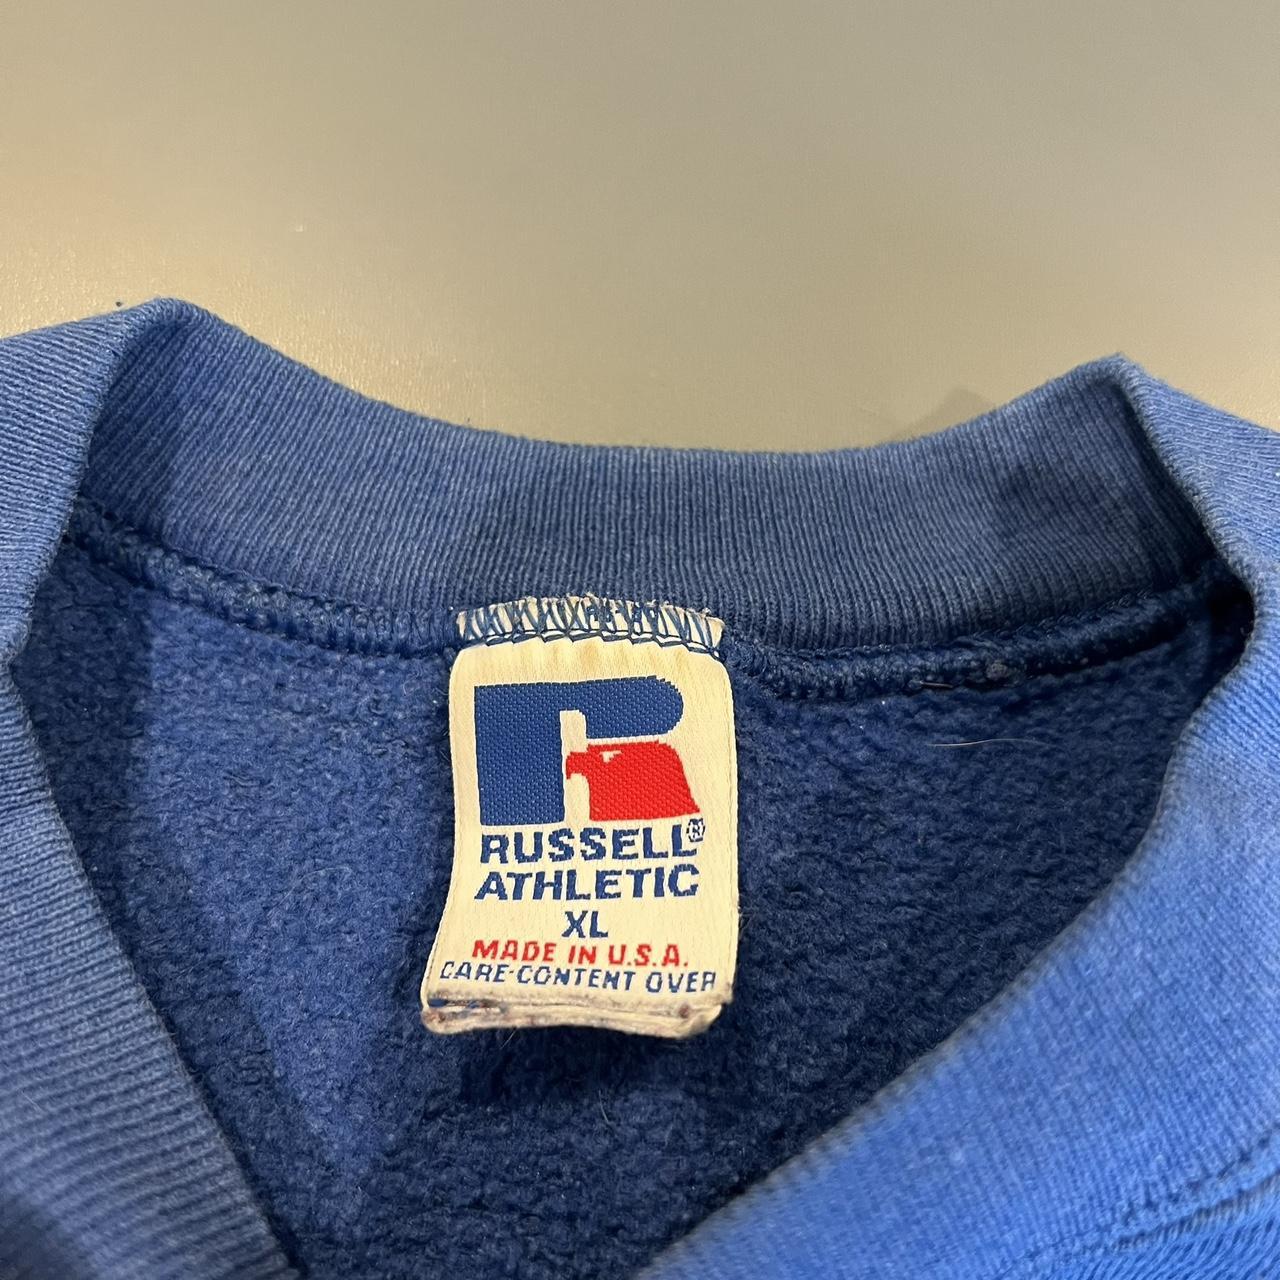 RUSSELL®
ATHLETIC
XL
MADE IN U.S.A.
CARE-CONTENT OVER